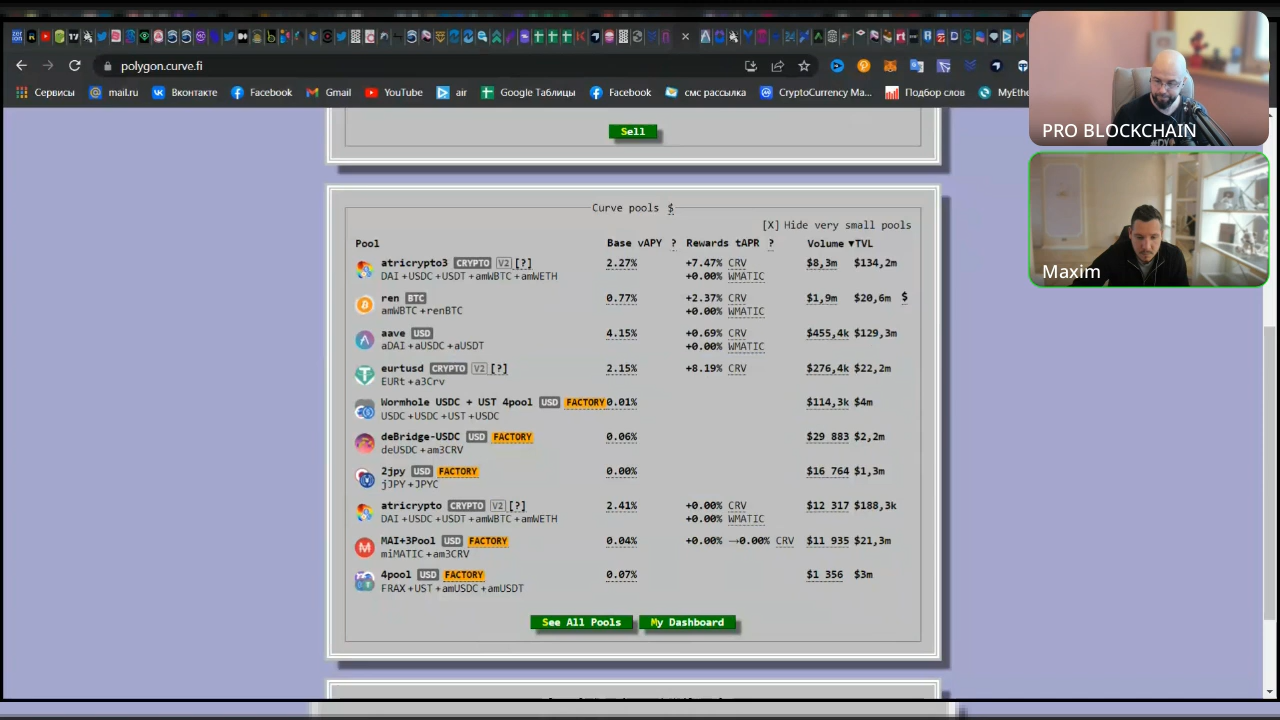 polygon.curve.fi
Сервисы mail.ru Вконтакте Facebook Gmail YouTube air Google Таблицы Facebook смс рассылка CryptoCurrency Ma... Подбор слов MyEthe
PRO BLOCKCHAIN
Maxim
Sell
Curve pools $
[X] Hide very small pools
Pool Base vAPY ? Rewards tAPR ? Volume ▼TVL
atricrypto3 CRYPTO V2 [?] 2.27% +7.47% CRV $8,3m $134,2m
DAI+USDC+USDT+amWBTC+amWETH +0.00% WMATIC
ren BTC 0.77% +2.37% CRV $1,9m $20,6m $
amWBTC+renBTC +0.00% WMATIC
aave USD 4.15% +0.69% CRV $455,4k $129,3m
aDAI+aUSDC+aUSDT +0.00% WMATIC
eurtusd CRYPTO V2 [?] 2.15% +8.19% CRV $276,4k $22,2m
EURt+a3Crv
Wormhole USDC + UST 4pool USD FACTORY 0.01% $114,3k $4m
USDC+USDC+UST+USDC
deBridge-USDC USD FACTORY 0.06% $29 883 $2,2m
deUSDC+am3CRV
2jpy USD FACTORY 0.00% $16 764 $1,3m
jJPY+JPYC
atricrypto CRYPTO V2 [?] 2.41% +0.00% CRV $12 317 $188,3k
DAI+USDC+USDT+amWBTC+amWETH +0.00% WMATIC
MAI+3Pool USD FACTORY 0.04% +0.00% →0.00% CRV $11 935 $21,3m
miMATIC+am3CRV
4pool USD FACTORY 0.07% $1 356 $3m
FRAX+UST+amUSDC+amUSDT
See All Pools My Dashboard